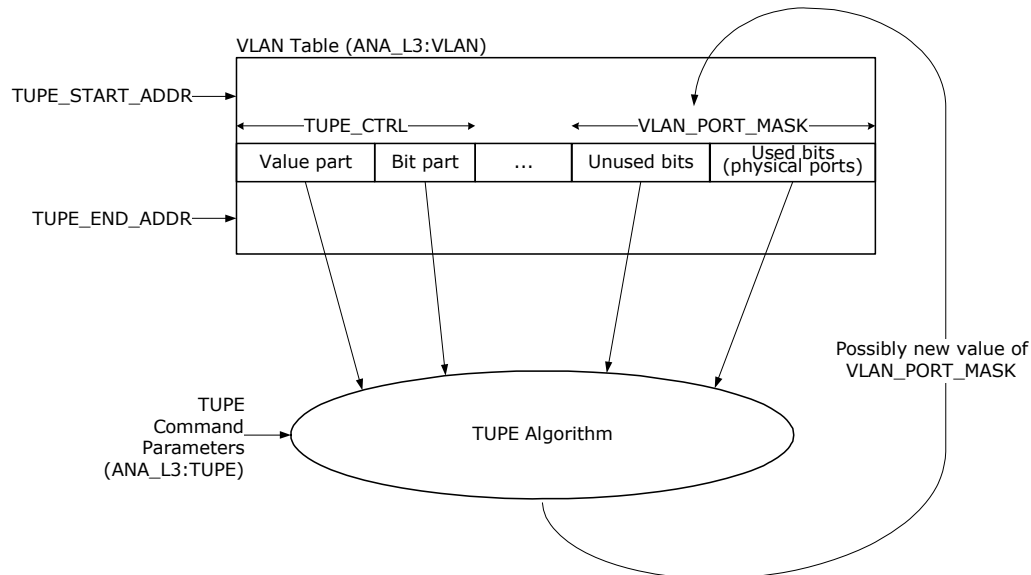 VLAN Table (ANA_L3:VLAN)
TUPE_START_ADDR
TUPE_CTRL
VLAN_PORT_MASK
Value part
Bit part
...
Unused bits
Used bits
(physical ports)
TUPE_END_ADDR
Possibly new value of
VLAN_PORT_MASK
TUPE
Command
Parameters
(ANA_L3:TUPE)
TUPE Algorithm